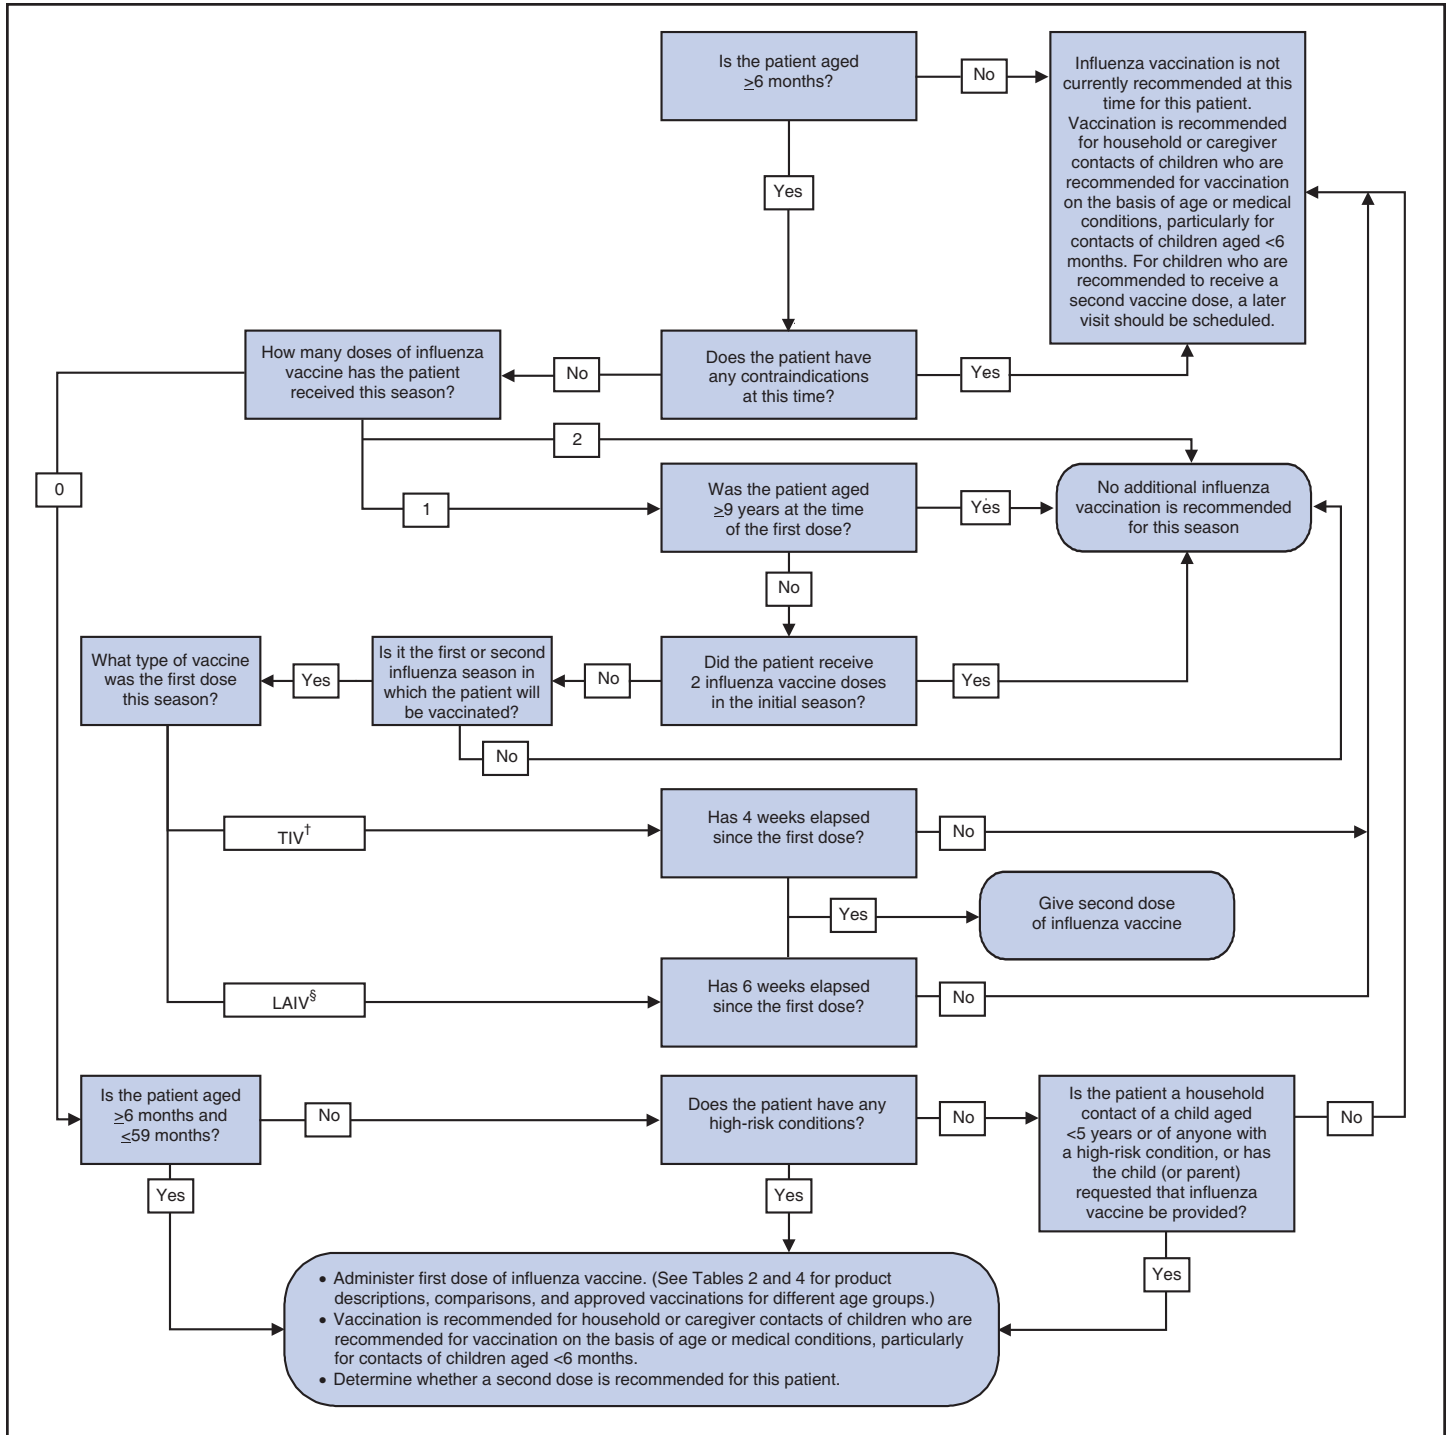 Is the patient aged
≥6 months?
No
Influenza vaccination is not
currently recommended at this
time for this patient.
Vaccination is recommended
for household or caregiver
contacts of children who are
recommended for vaccination
on the basis of age or medical
conditions, particularly for
contacts of children aged <6
months. For children who are
recommended to receive a
second vaccine dose, a later
visit should be scheduled.
Yes
How many doses of influenza
vaccine has the patient
received this season?
No
Does the patient have
any contraindications
at this time?
Yes
2
0
1
Was the patient aged
≥9 years at the time
of the first dose?
Yes
No additional influenza
vaccination is recommended
for this season
No
What type of vaccine
was the first dose
this season?
Yes
Is it the first or second
influenza season in
which the patient will
be vaccinated?
No
Did the patient receive
2 influenza vaccine doses
in the initial season?
Yes
No
TIV†
Has 4 weeks elapsed
since the first dose?
No
Yes
Give second dose
of influenza vaccine
LAIV§
Has 6 weeks elapsed
since the first dose?
No
Is the patient aged
≥6 months and
≤59 months?
No
Does the patient have any
high-risk conditions?
No
Is the patient a household
contact of a child aged
<5 years or of anyone with
a high-risk condition, or has
the child (or parent)
requested that influenza
vaccine be provided?
No
Yes
Yes
Yes
• Administer first dose of influenza vaccine. (See Tables 2 and 4 for product
descriptions, comparisons, and approved vaccinations for different age groups.)
• Vaccination is recommended for household or caregiver contacts of children who are
recommended for vaccination on the basis of age or medical conditions, particularly
for contacts of children aged <6 months.
• Determine whether a second dose is recommended for this patient.